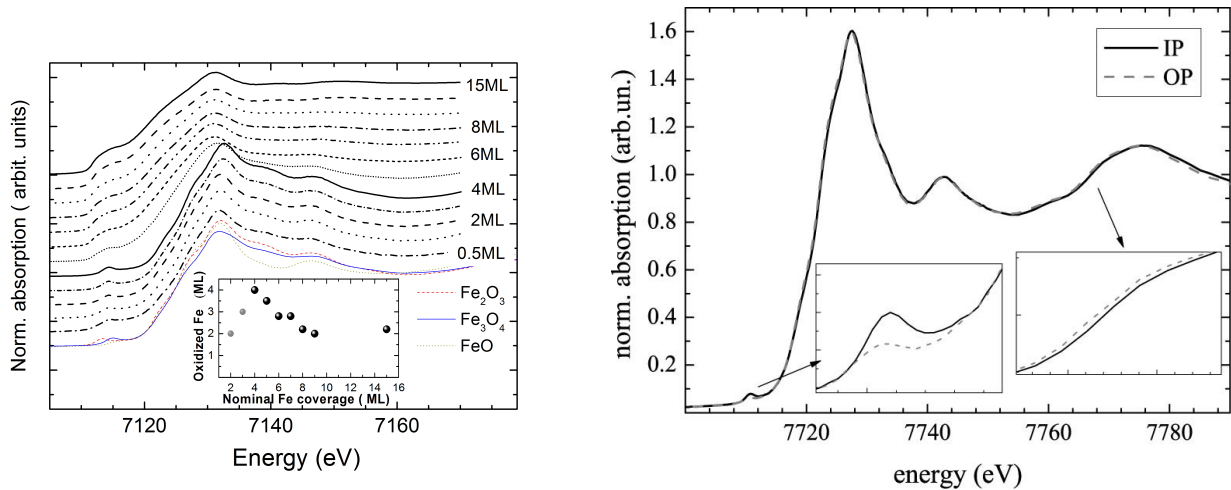 Norm. absorption ( arbit. units)
15ML
8ML
6ML
4ML
2ML
0.5ML
Fe2O3
Fe3O4
FeO
Oxidized Fe (ML)
4
3
2
1
2 4 6 8 10 12 14 16
Nominal Fe coverage ( ML)
7120 7140 7160
Energy (eV)
norm. absorption (arb.un.)
1.6
1.4
1.2
1.0
0.8
0.6
0.4
0.2
IP
OP
7720 7740 7760 7780
energy (eV)